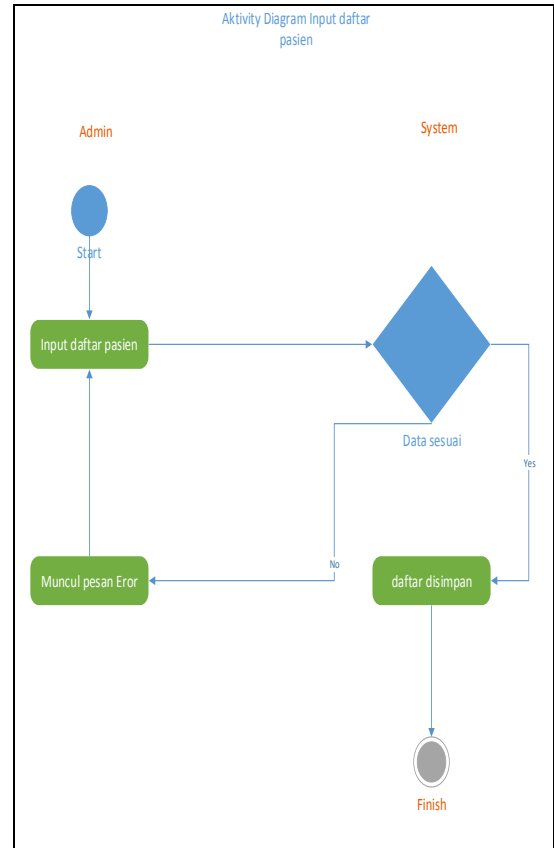 Aktivity Diagram Input daftar
pasien
Admin
System
Start
Input daftar pasien
Data sesuai
Yes
No
Muncul pesan Eror
daftar disimpan
Finish